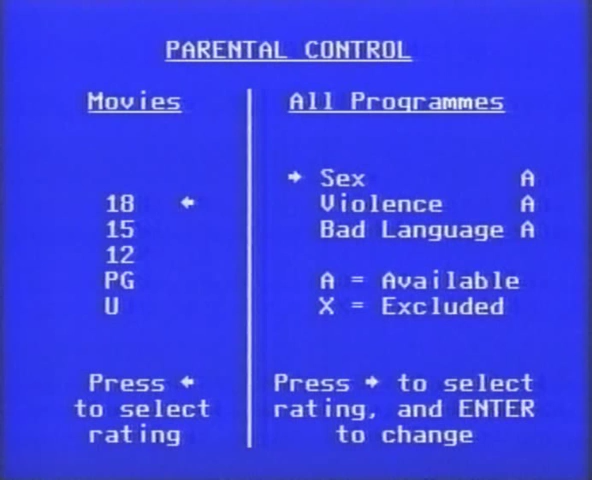 PARENTAL CONTROL
Movies
18 ←
15
12
PG
U
Press ←
to select
rating
All Programmes
→ Sex A
Violence A
Bad Language A
A = Available
X = Excluded
Press → to select
rating, and ENTER
to change